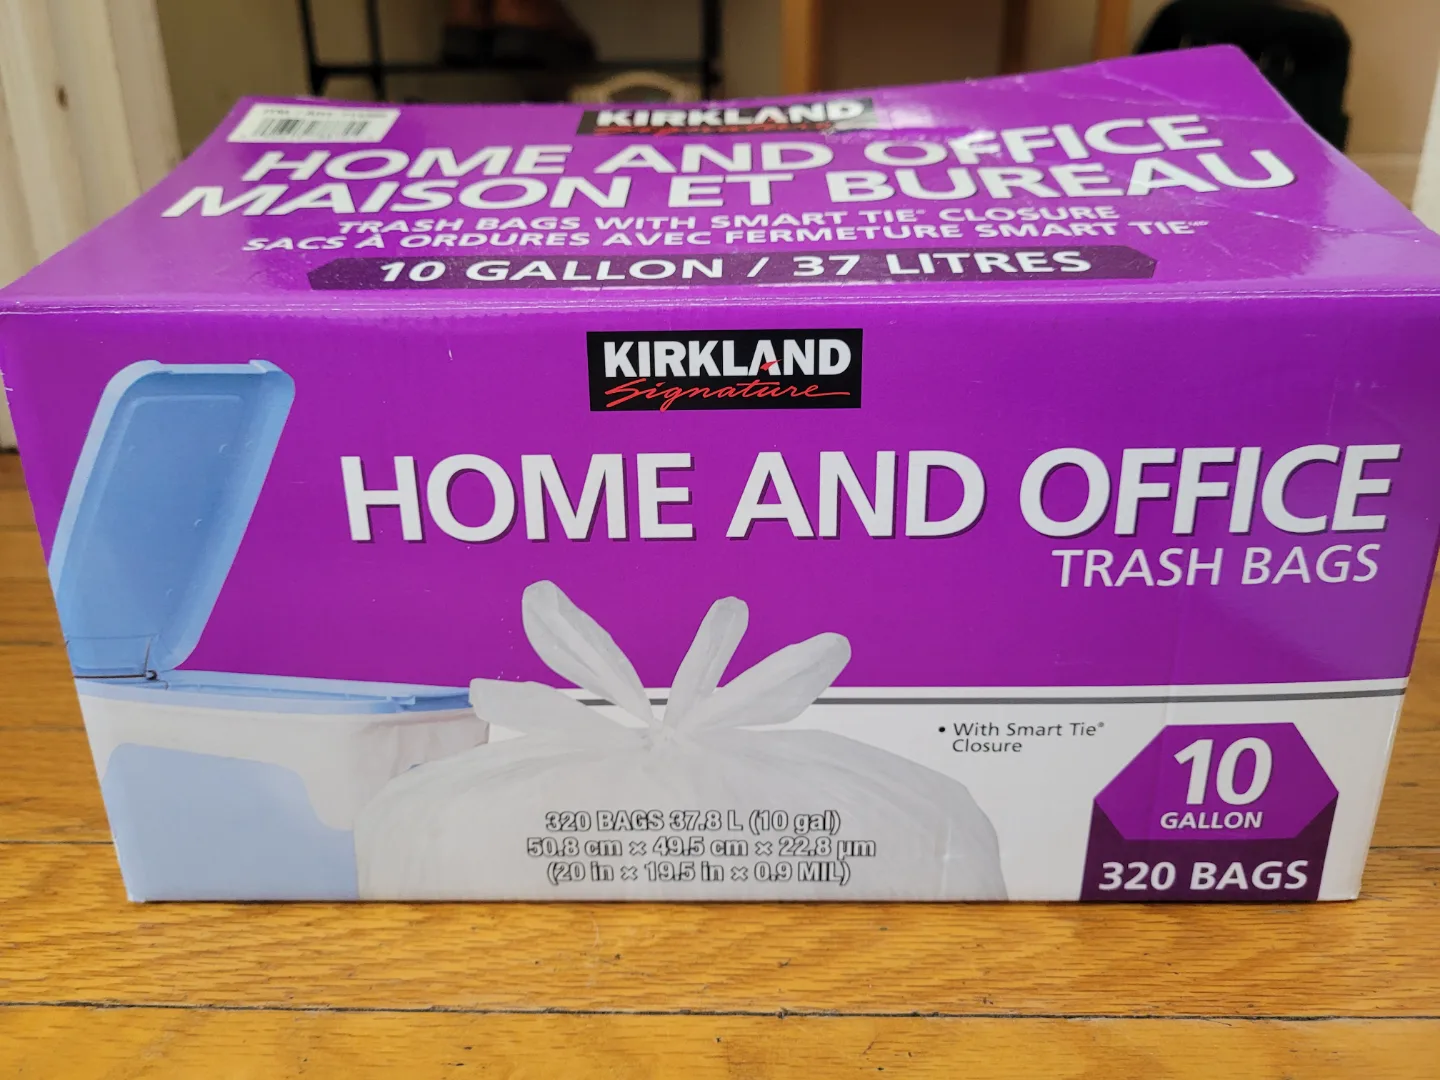 KIRKLAND
Signature
HOME AND OFFICE
MAISON ET BUREAU
TRASH BAGS WITH SMART TIE® CLOSURE
SACS À ORDURES AVEC FERMETURE SMART TIE
10 GALLON / 37 LITRES
KIRKLAND
Signature
HOME AND OFFICE
TRASH BAGS
• With Smart Tie®
Closure
10
GALLON
320 BAGS
320 BAGS 37.8 L (10 gal)
50.8 cm × 49.5 cm × 22.8 µm
(20 in × 19.5 in × 0.9 MIL)